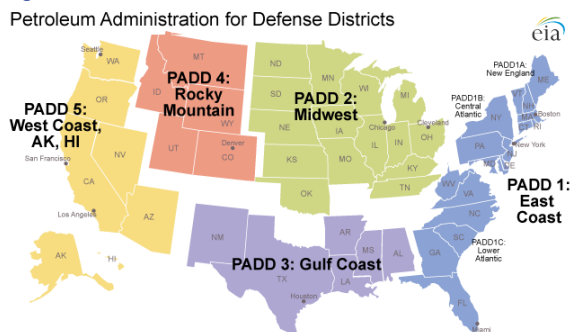 Petroleum Administration for Defense Districts
eia
PADD 5:
West Coast,
AK, HI
PADD 4:
Rocky
Mountain
PADD 2:
Midwest
PADD 3: Gulf Coast
PADD 1:
East
Coast
PADD1A:
New England
PADD1B:
Central
Atlantic
PADD1C:
Lower
Atlantic
Seattle
WA
OR
San Francisco
NV
CA
Los Angeles
AZ
AK
HI
MT
ID
WY
UT
Denver
CO
ND
SD
NE
KS
OK
MN
IA
MO
WI
IL
Chicago
MI
IN
Cleveland
OH
KY
TN
NM
TX
Houston
AR
LA
MS
AL
ME
VT
NH
MA
Boston
CT
RI
NY
New York
PA
NJ
MD
DE
WV
VA
NC
SC
GA
FL
Miami